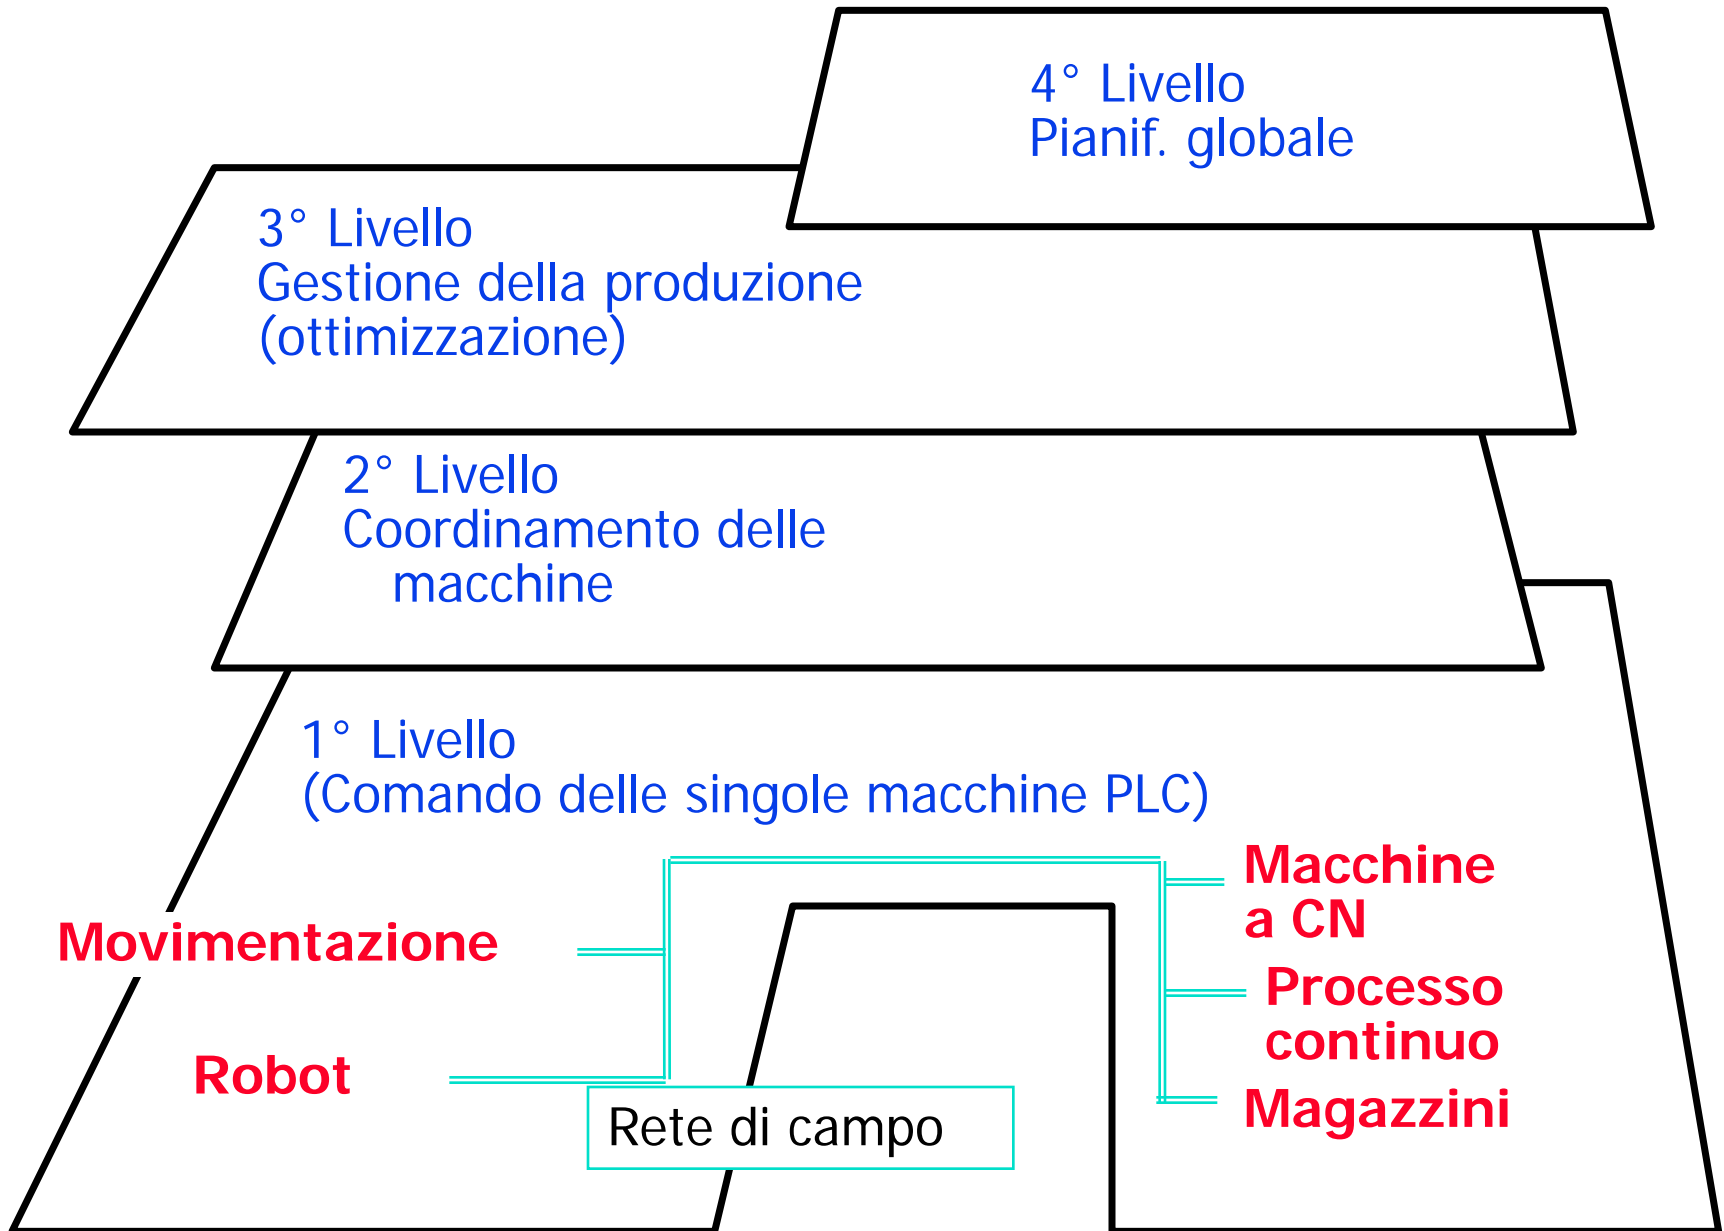 4° Livello
Pianif. globale
3° Livello
Gestione della produzione
(ottimizzazione)
2° Livello
Coordinamento delle
macchine
1° Livello
(Comando delle singole macchine PLC)
Movimentazione
Robot
Rete di campo
Macchine
a CN
Processo
continuo
Magazzini